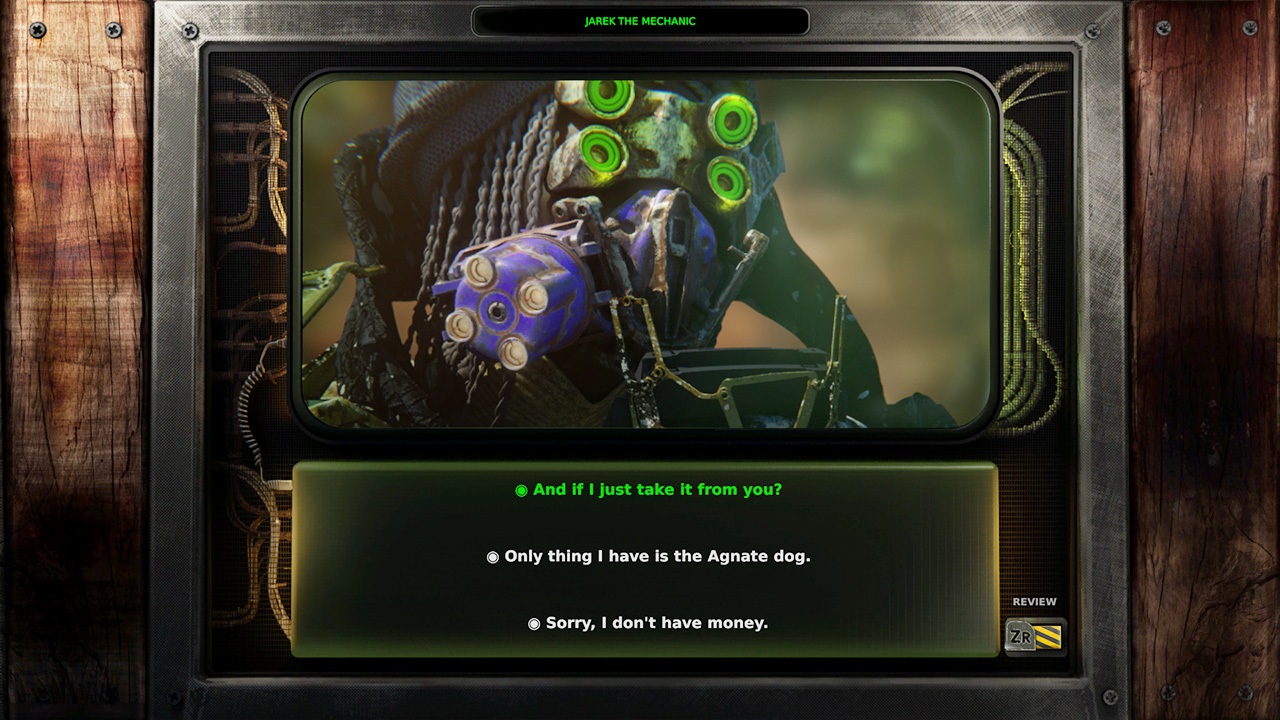 JAREK THE MECHANIC
And if I just take it from you?
Only thing I have is the Agnate dog.
Sorry, I don't have money.
REVIEW
ZR